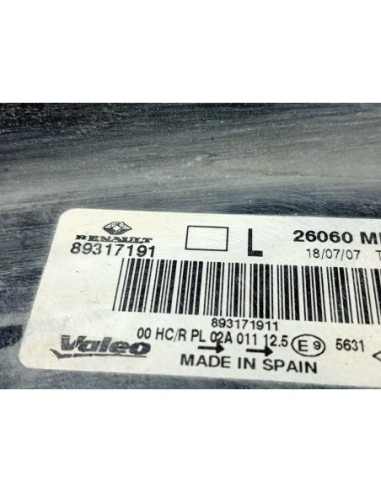 RENAULT
89317191
L
26060 M
18/07/07 T
893171911
00 HC/R PL 02A 011 12.5 E 9 5631
Valeo
MADE IN SPAIN